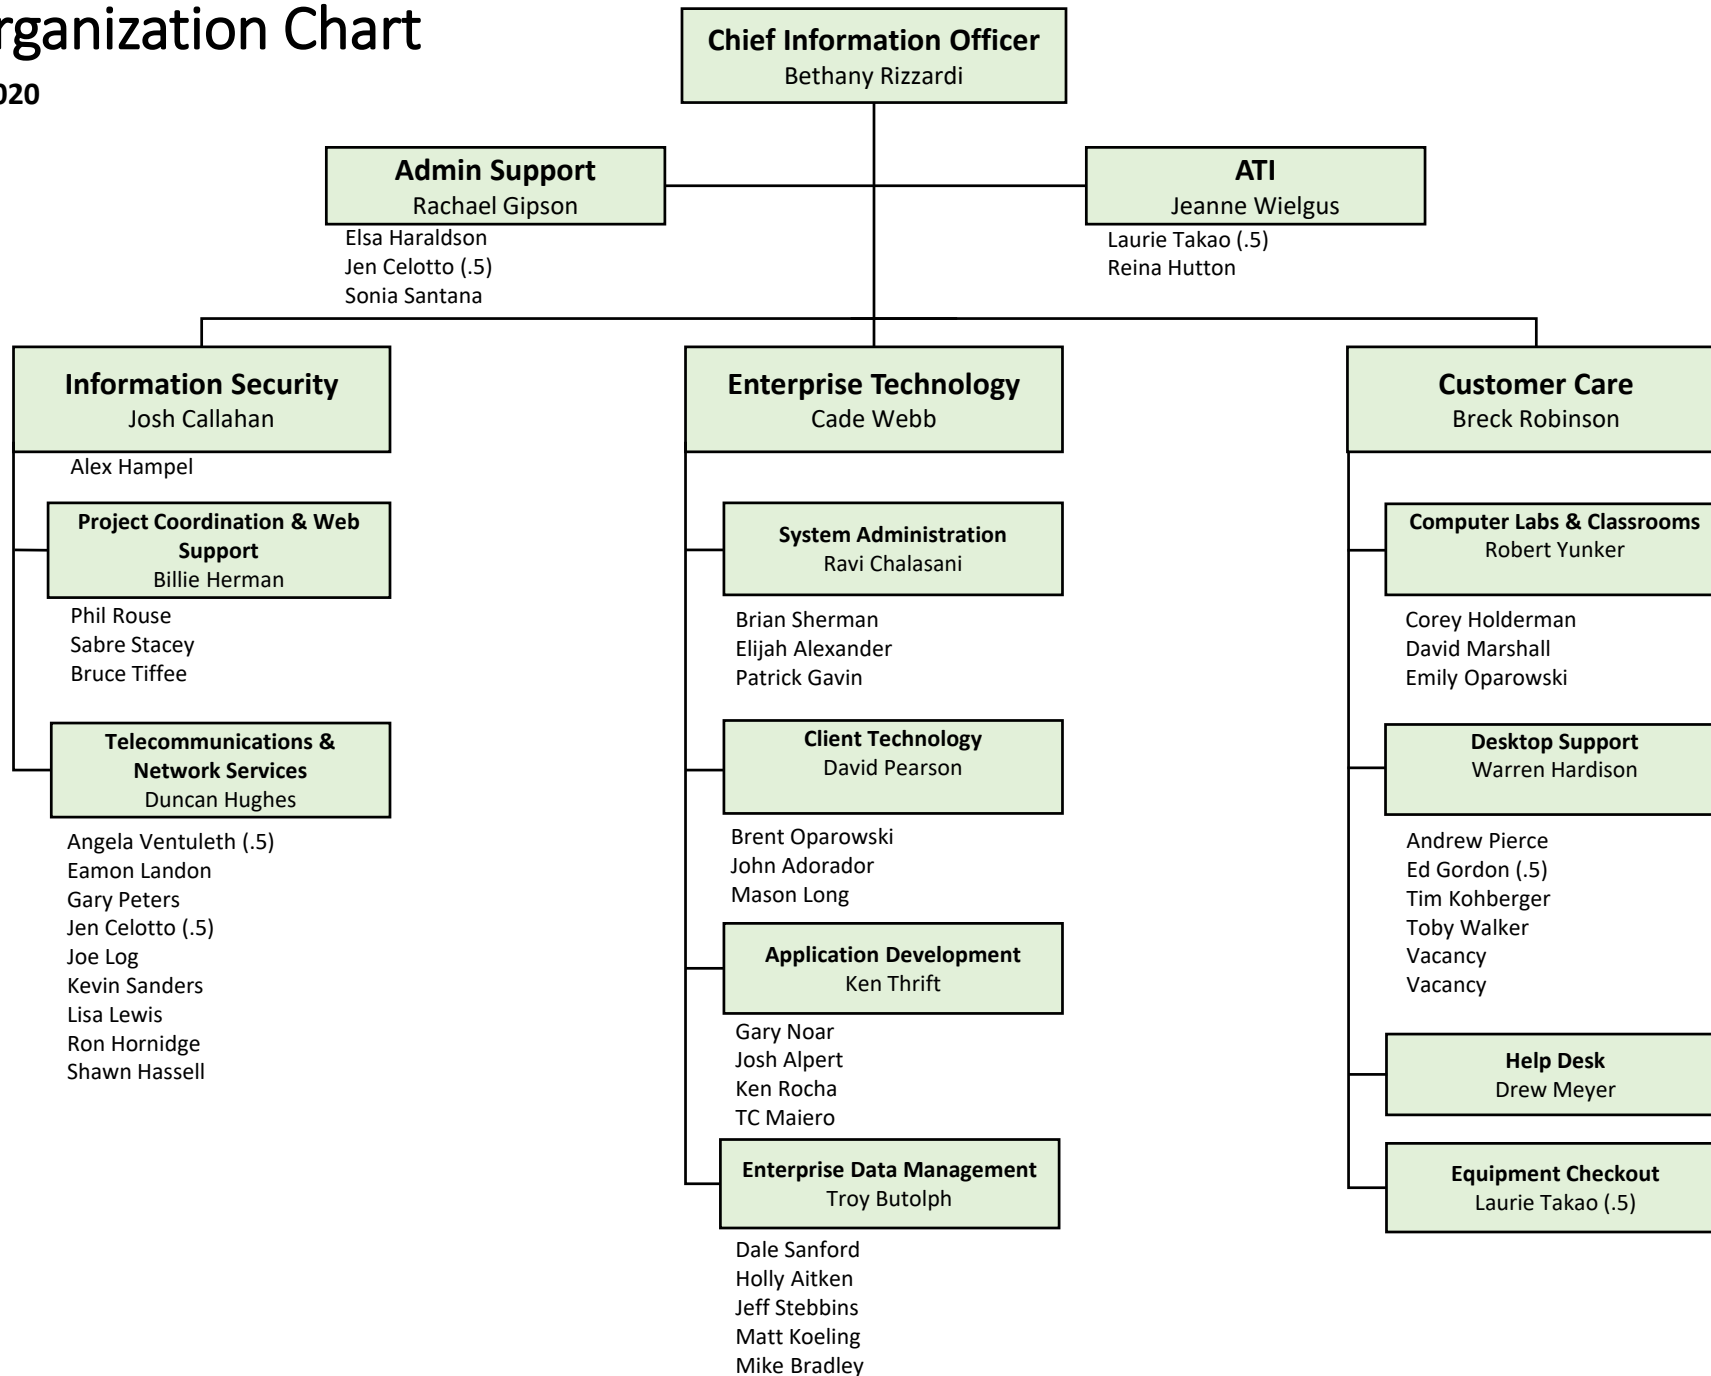 rganization Chart
020
Chief Information Officer
Bethany Rizzardi
Admin Support
Rachael Gipson
Elsa Haraldson
Jen Celotto (.5)
Sonia Santana
ATI
Jeanne Wielgus
Laurie Takao (.5)
Reina Hutton
Information Security
Josh Callahan
Alex Hampel
Project Coordination & Web
Support
Billie Herman
Phil Rouse
Sabre Stacey
Bruce Tiffee
Telecommunications &
Network Services
Duncan Hughes
Angela Ventuleth (.5)
Eamon Landon
Gary Peters
Jen Celotto (.5)
Joe Log
Kevin Sanders
Lisa Lewis
Ron Hornidge
Shawn Hassell
Enterprise Technology
Cade Webb
System Administration
Ravi Chalasani
Brian Sherman
Elijah Alexander
Patrick Gavin
Client Technology
David Pearson
Brent Oparowski
John Adorador
Mason Long
Application Development
Ken Thrift
Gary Noar
Josh Alpert
Ken Rocha
TC Maiero
Enterprise Data Management
Troy Butolph
Dale Sanford
Holly Aitken
Jeff Stebbins
Matt Koeling
Mike Bradley
Customer Care
Breck Robinson
Computer Labs & Classrooms
Robert Yunker
Corey Holderman
David Marshall
Emily Oparowski
Desktop Support
Warren Hardison
Andrew Pierce
Ed Gordon (.5)
Tim Kohberger
Toby Walker
Vacancy
Vacancy
Help Desk
Drew Meyer
Equipment Checkout
Laurie Takao (.5)